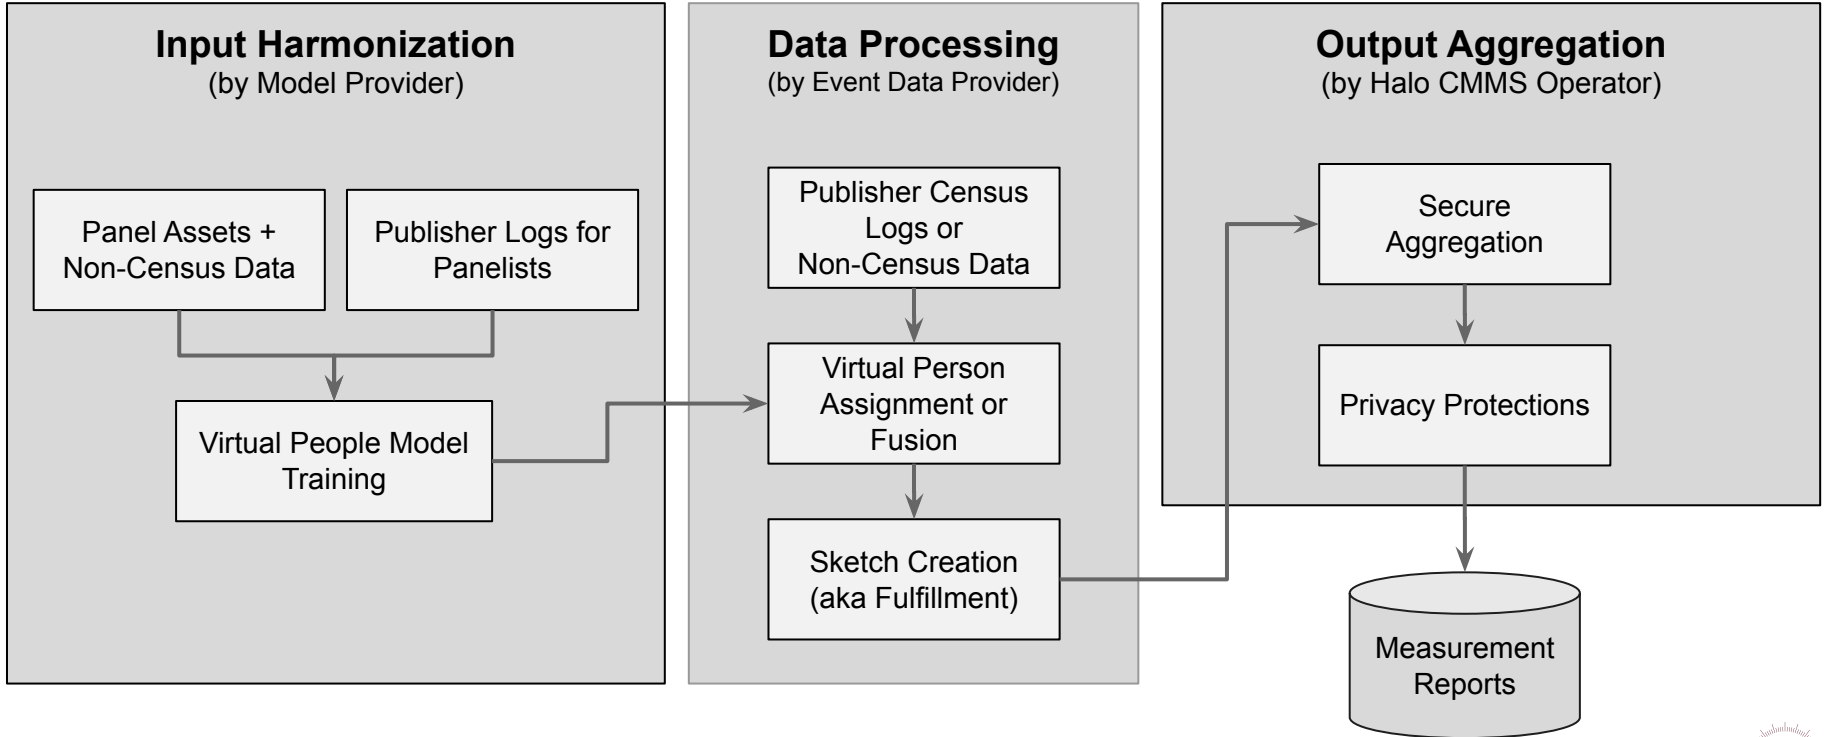 Input Harmonization
(by Model Provider)
Panel Assets +
Non-Census Data
Publisher Logs for
Panelists
Virtual People Model
Training
Data Processing
(by Event Data Provider)
Publisher Census
Logs or
Non-Census Data
Virtual Person
Assignment or
Fusion
Sketch Creation
(aka Fulfillment)
Output Aggregation
(by Halo CMMS Operator)
Secure
Aggregation
Privacy Protections
Measurement
Reports